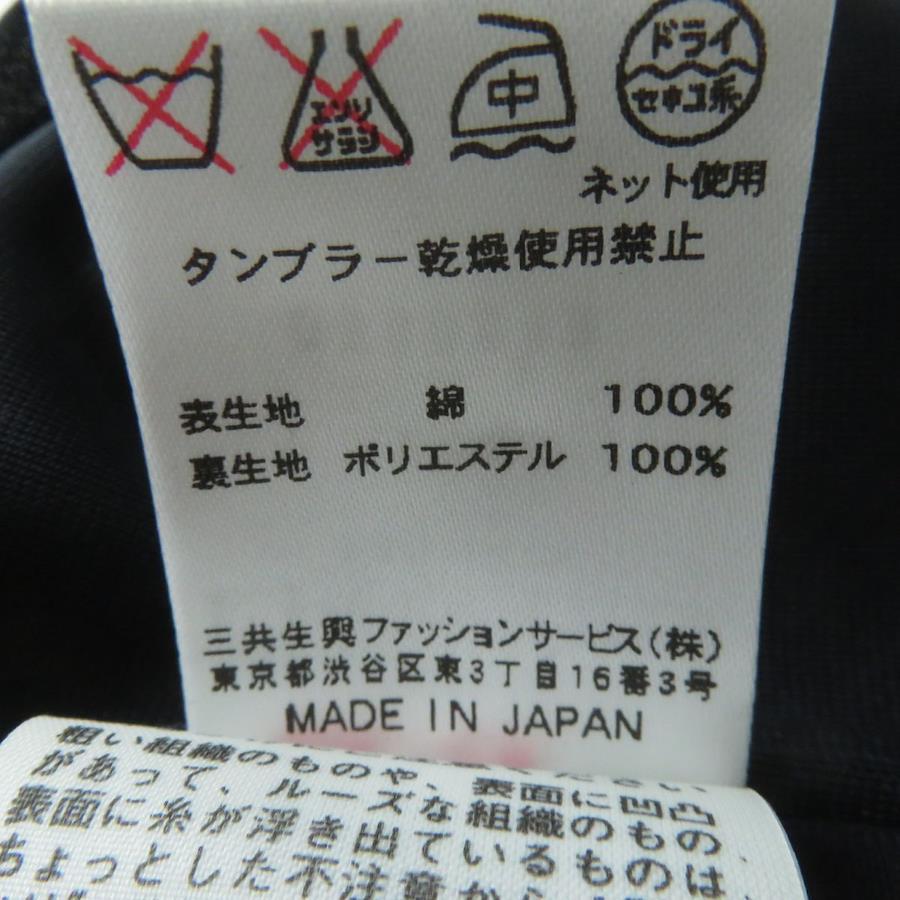 エンソ
サラシ
中
ドライ
セキユ系
ネット使用
タンブラー乾燥使用禁止
表生地 綿 100%
裏生地 ポリエステル 100%
三共生興ファッションサービス(株)
東京都渋谷区東3丁目16番3号
MADE IN JAPAN
粗い組織のものや、
があって、ルーズな組織のもの、
表面に糸が浮き出ているものは
ちょっとした不注意から